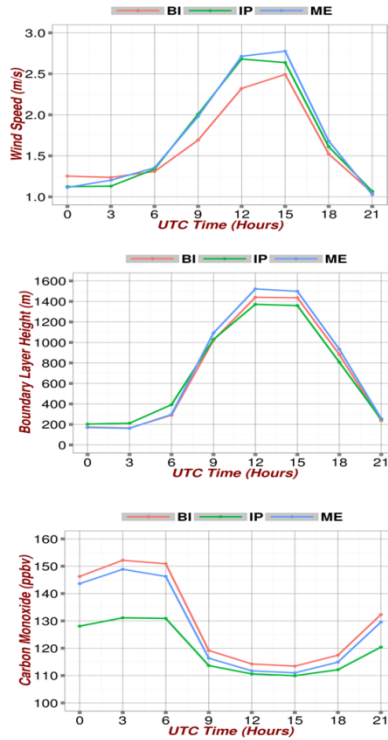 BI IP ME
3.0
2.5
2.0
1.5
1.0
Wind Speed (m/s)
0 3 6 9 12 15 18 21
UTC Time (Hours)
BI IP ME
1600
1400
1200
1000
800
600
400
200
0
Boundary Layer Height (m)
0 3 6 9 12 15 18 21
UTC Time (Hours)
BI IP ME
160
150
140
130
120
110
100
Carbon Monoxide (ppbv)
0 3 6 9 12 15 18 21
UTC Time (Hours)